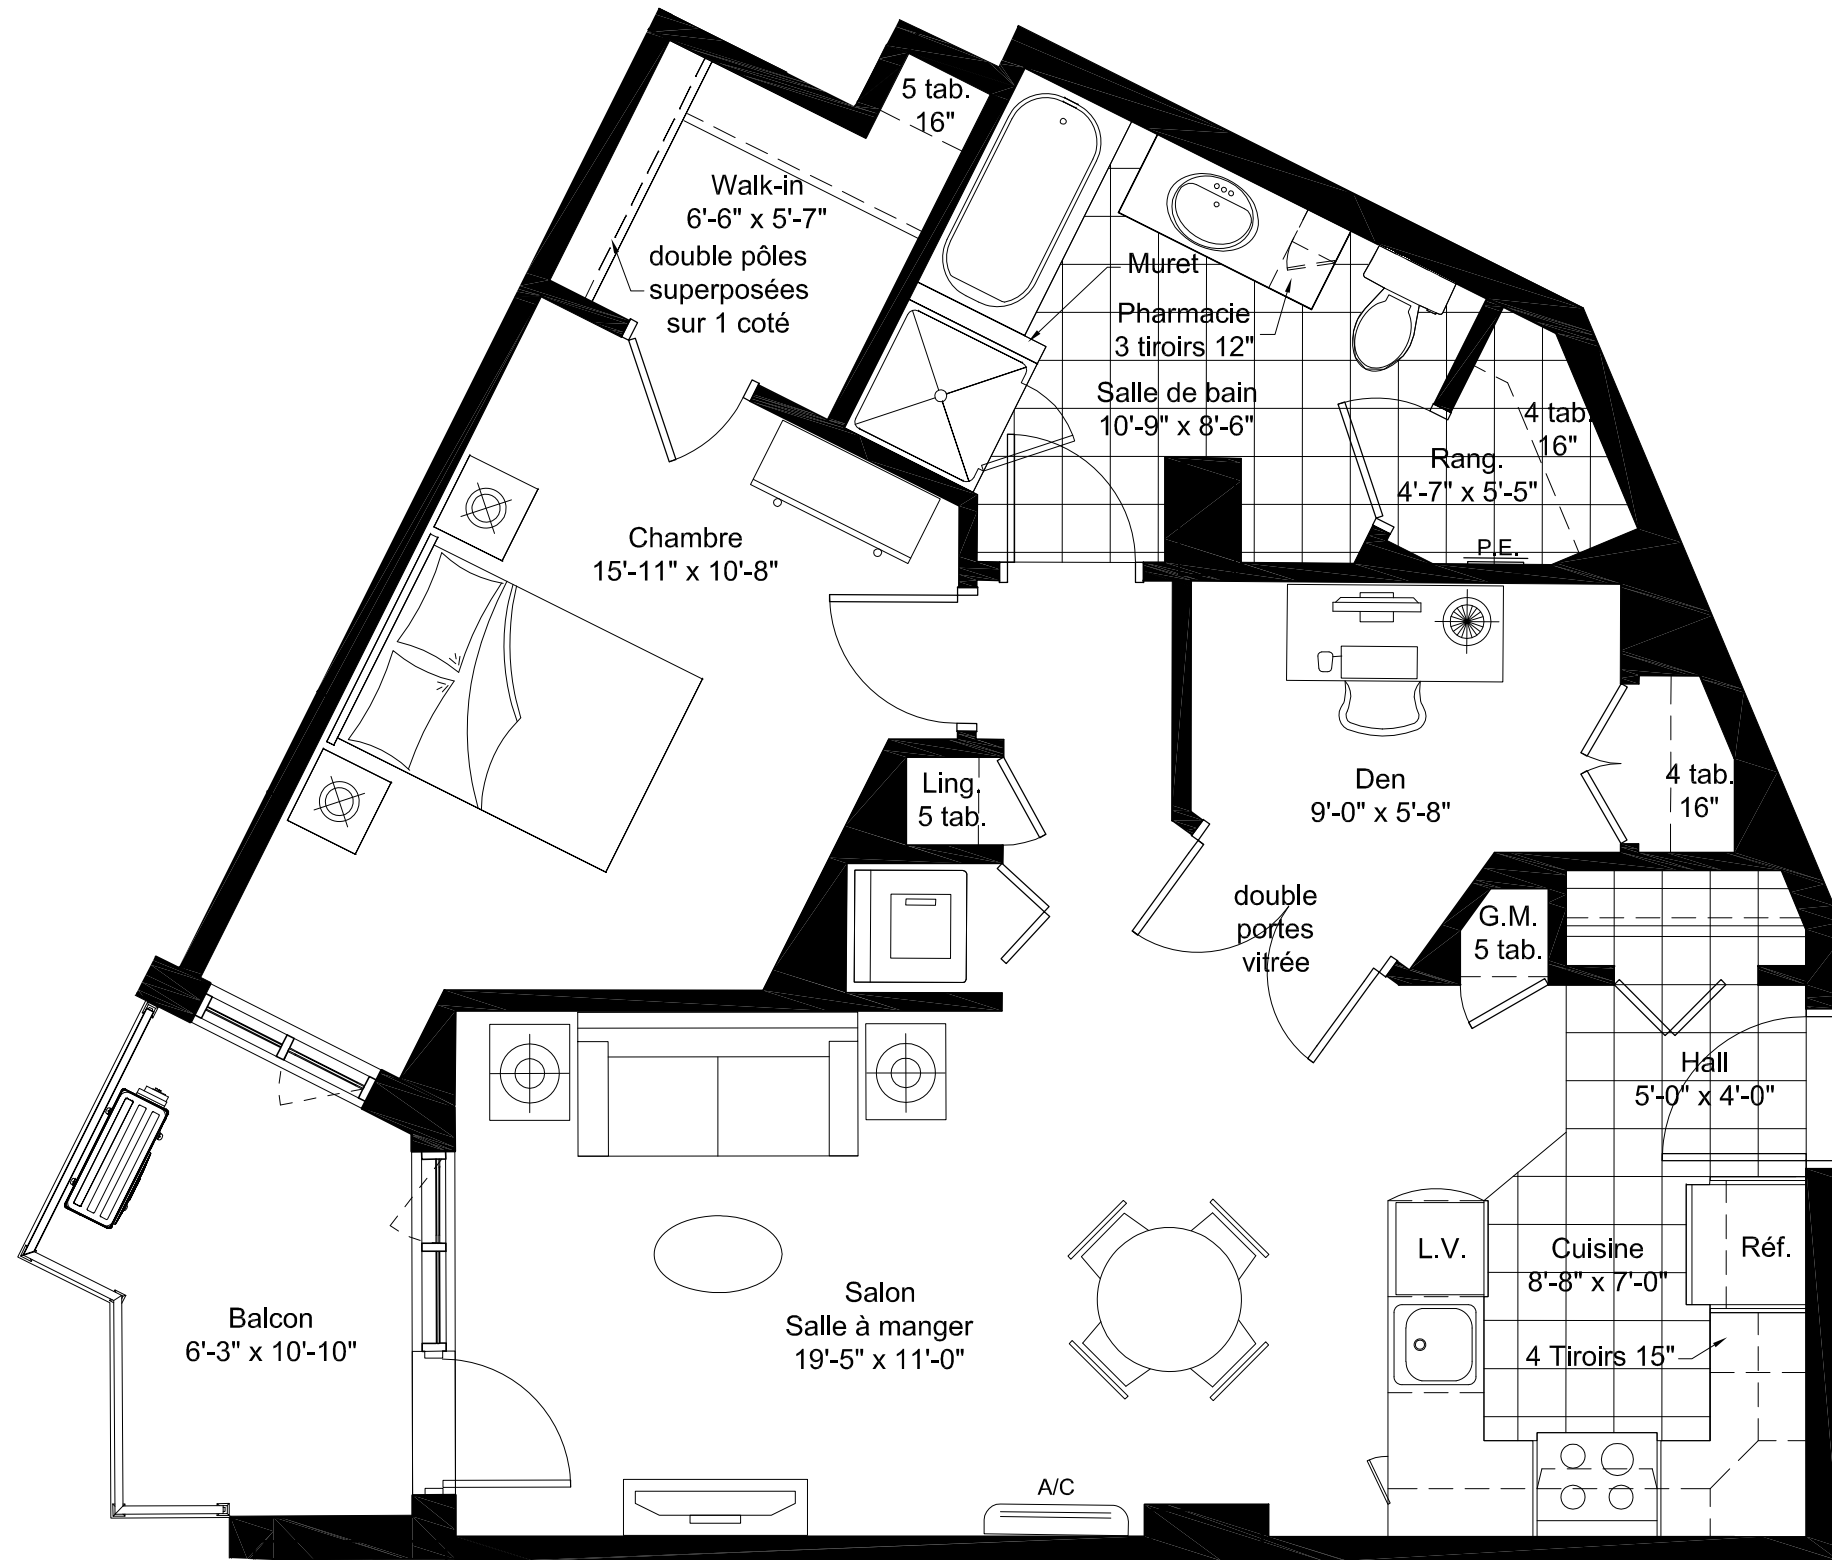 5 tab.
16"
Walk-in
6'-6" x 5'-7"
double pôles
superposées
sur 1 coté
Muret
Pharmacie
3 tiroirs 12"
Salle de bain
10'-9" x 8'-6"
4 tab.
16"
Rang.
4'-7" x 5'-5"
P.E.
Chambre
15'-11" x 10'-8"
Ling.
5 tab.
Den
9'-0" x 5'-8"
4 tab.
16"
double
portes
vitrée
G.M.
5 tab.
Hall
5'-0" x 4'-0"
L.V.
Cuisine
8'-8" x 7'-0"
Réf.
4 Tiroirs 15"
Balcon
6'-3" x 10'-10"
Salon
Salle à manger
19'-5" x 11'-0"
A/C